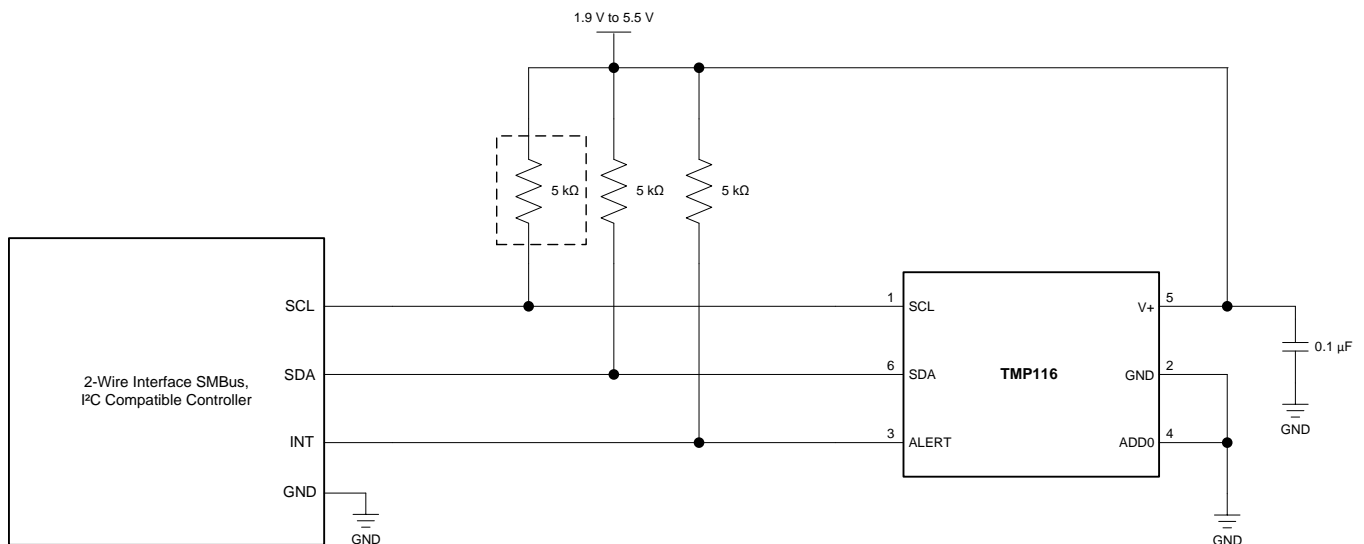 1.9 V to 5.5 V
5 kΩ
5 kΩ
5 kΩ
2-Wire Interface SMBus,
I²C Compatible Controller
SCL
SDA
INT
GND
GND
1
6
3
SCL
SDA
ALERT
TMP116
V+
GND
ADD0
5
2
4
0.1 µF
GND
GND